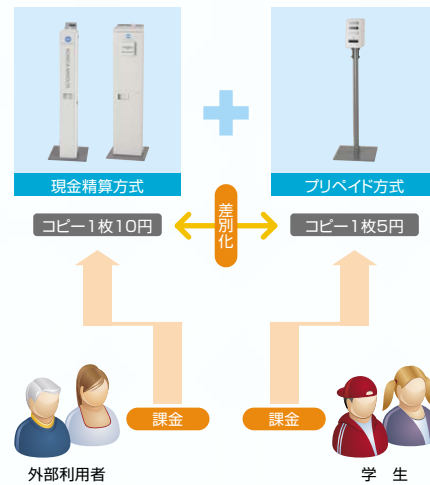 KONICA MINOLTA
現金精算方式
プリペイド方式
コピー1枚10円
差別化
コピー1枚5円
課金
課金
外部利用者
学 生